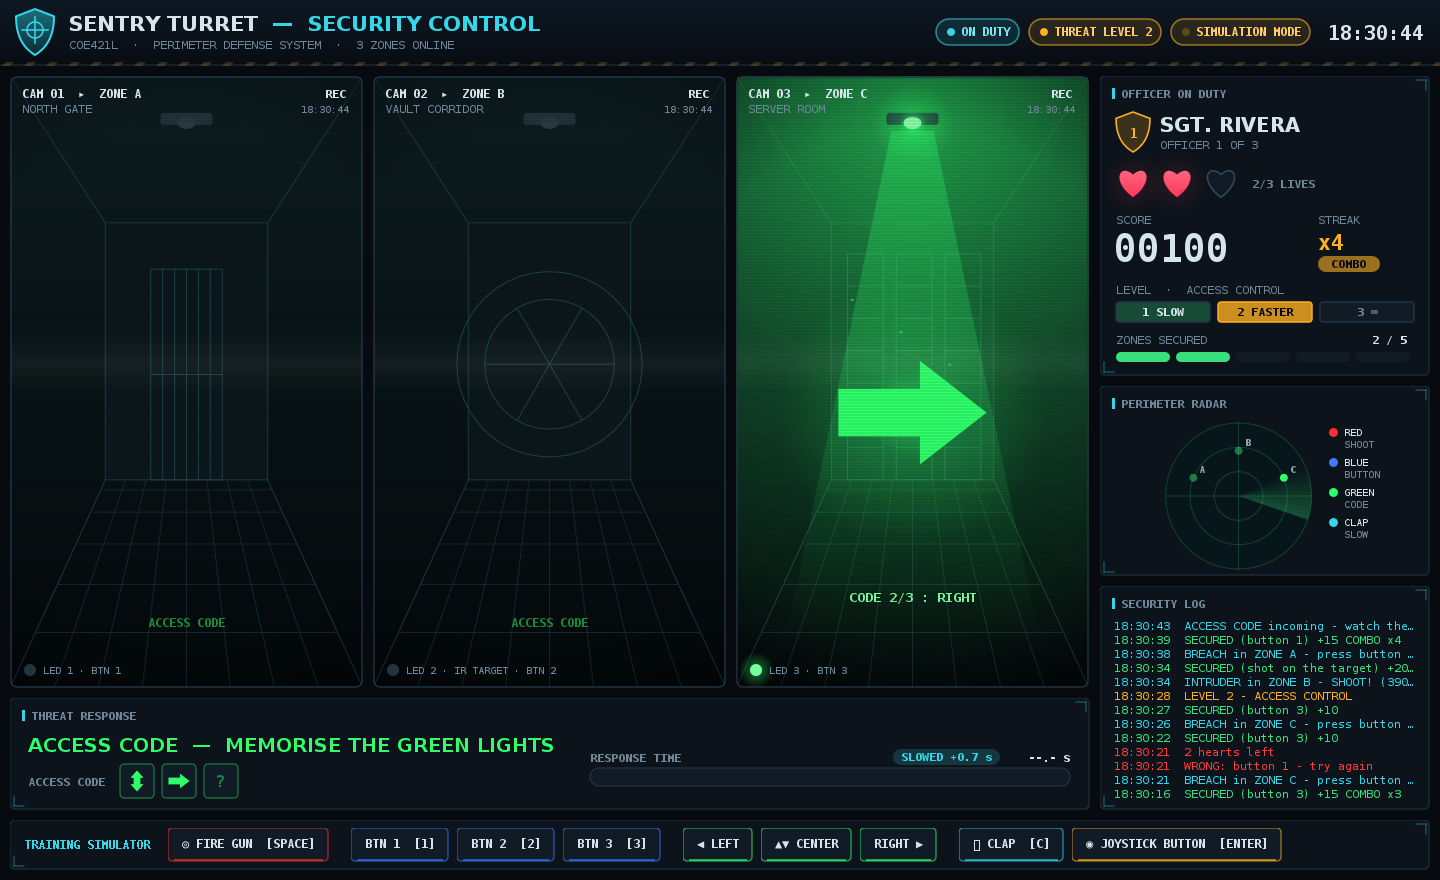 SENTRY TURRET — SECURITY CONTROL
COE421L · PERIMETER DEFENSE SYSTEM · 3 ZONES ONLINE
ON DUTY
THREAT LEVEL 2
SIMULATION MODE
18:30:44
CAM 01 ▸ ZONE A
REC
NORTH GATE
18:30:44
ACCESS CODE
LED 1 · BTN 1
CAM 02 ▸ ZONE B
REC
VAULT CORRIDOR
18:30:44
ACCESS CODE
LED 2 · IR TARGET · BTN 2
CAM 03 ▸ ZONE C
REC
SERVER ROOM
18:30:44
CODE 2/3 : RIGHT
LED 3 · BTN 3
OFFICER ON DUTY
1
SGT. RIVERA
OFFICER 1 OF 3
2/3 LIVES
SCORE
STREAK
00100
x4
COMBO
LEVEL · ACCESS CONTROL
1 SLOW
2 FASTER
3 ∞
ZONES SECURED
2 / 5
PERIMETER RADAR
A
B
C
RED
SHOOT
BLUE
BUTTON
GREEN
CODE
CLAP
SLOW
SECURITY LOG
18:30:43 ACCESS CODE incoming - watch the…
18:30:39 SECURED (button 1) +15 COMBO x4
18:30:38 BREACH in ZONE A - press button …
18:30:34 SECURED (shot on the target) +20…
18:30:34 INTRUDER in ZONE B - SHOOT! (390…
18:30:28 LEVEL 2 - ACCESS CONTROL
18:30:27 SECURED (button 3) +10
18:30:26 BREACH in ZONE C - press button …
18:30:22 SECURED (button 3) +10
18:30:21 2 hearts left
18:30:21 WRONG: button 1 - try again
18:30:21 BREACH in ZONE C - press button …
18:30:16 SECURED (button 3) +15 COMBO x3
THREAT RESPONSE
ACCESS CODE — MEMORISE THE GREEN LIGHTS
ACCESS CODE
?
RESPONSE TIME
SLOWED +0.7 s
--.- s
TRAINING SIMULATOR
◎ FIRE GUN [SPACE]
BTN 1 [1]
BTN 2 [2]
BTN 3 [3]
◀ LEFT
▲▼ CENTER
RIGHT ▶
CLAP [C]
◉ JOYSTICK BUTTON [ENTER]